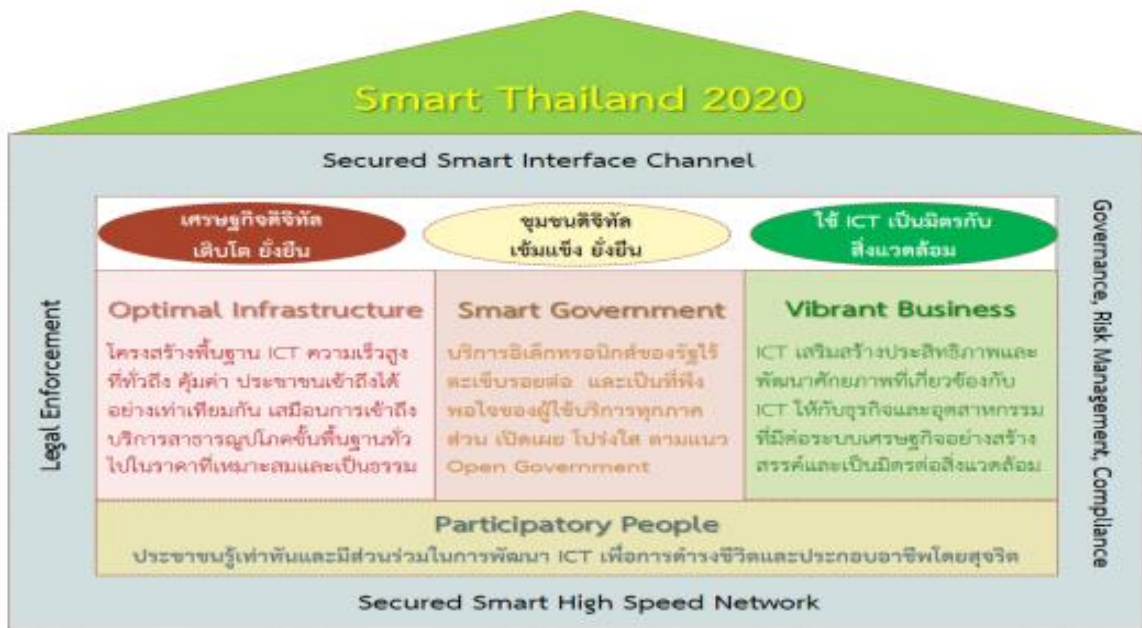 Smart Thailand 2020
Secured Smart Interface Channel
เศรษฐกิจดิจิทัล
เติบโต ยั่งยืน
ชุมชนดิจิทัล
เข้มแข็ง ยั่งยืน
ใช้ ICT เป็นมิตรกับ
สิ่งแวดล้อม
Legal Enforcement
Optimal Infrastructure
โครงสร้างพื้นฐาน ICT ความเร็วสูง
ที่ทั่วถึง คุ้มค่า ประชาชนเข้าถึงได้
อย่างเท่าเทียมกัน เสมือนการเข้าถึง
บริการสาธารณูปโภคขั้นพื้นฐานทั่ว
ไปในราคาที่เหมาะสมและเป็นธรรม
Smart Government
บริการอิเล็กทรอนิกส์ของรัฐไร้
ตะเข็บรอยต่อ และเป็นที่พึง
พอใจของผู้ใช้บริการทุกภาค
ส่วน เปิดเผย โปร่งใส ตามแนว
Open Government
Vibrant Business
ICT เสริมสร้างประสิทธิภาพและ
พัฒนาศักยภาพที่เกี่ยวข้องกับ
ICT ให้กับธุรกิจและอุตสาหกรรม
ที่มีต่อระบบเศรษฐกิจอย่างสร้าง
สรรค์และเป็นมิตรต่อสิ่งแวดล้อม
Governance, Risk Management, Compliance
Participatory People
ประชาชนรู้เท่าทันและมีส่วนร่วมในการพัฒนา ICT เพื่อการดำรงชีวิตและประกอบอาชีพโดยสุจริต
Secured Smart High Speed Network